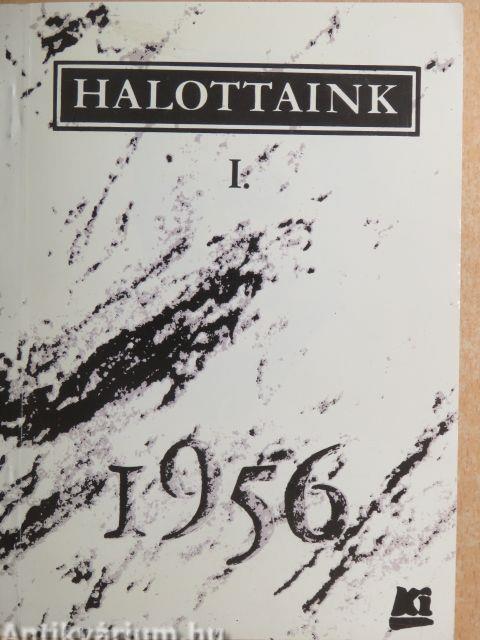 HALOTTAINK
I.
1956
Ki
Antikvárium.hu